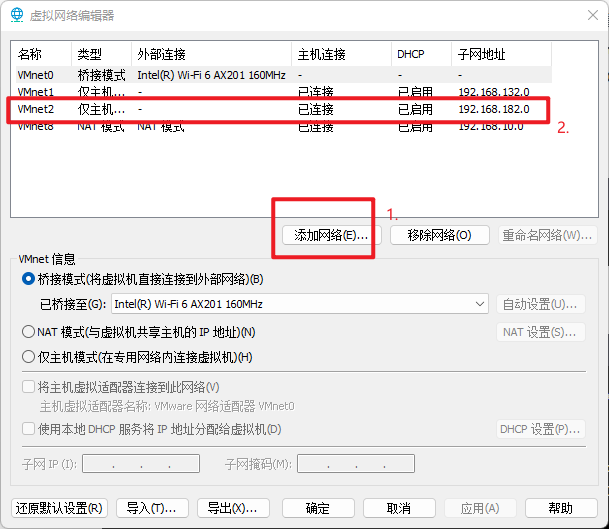 虚拟网络编辑器
名称 类型 外部连接 主机连接 DHCP 子网地址
VMnet0 桥接模式 Intel(R) Wi-Fi 6 AX201 160MHz - - -
VMnet1 仅主机... - 已连接 已启用 192.168.132.0
VMnet2 仅主机... - 已连接 已启用 192.168.182.0
VMnet8 NAT 模式 NAT 模式 已连接 已启用 192.168.10.0
2.
1.
添加网络(E)... 移除网络(O) 重命名网络(W)...
VMnet 信息
桥接模式(将虚拟机直接连接到外部网络)(B)
已桥接至(G): Intel(R) Wi-Fi 6 AX201 160MHz 自动设置(U)...
NAT 模式(与虚拟机共享主机的 IP 地址)(N) NAT 设置(S)...
仅主机模式(在专用网络内连接虚拟机)(H)
将主机虚拟适配器连接到此网络(V)
主机虚拟适配器名称: VMware 网络适配器 VMnet0
使用本地 DHCP 服务将 IP 地址分配给虚拟机(D) DHCP 设置(P)...
子网 IP (I): . . . 子网掩码(M): . . .
还原默认设置(R) 导入(T)... 导出(X)... 确定 取消 应用(A) 帮助